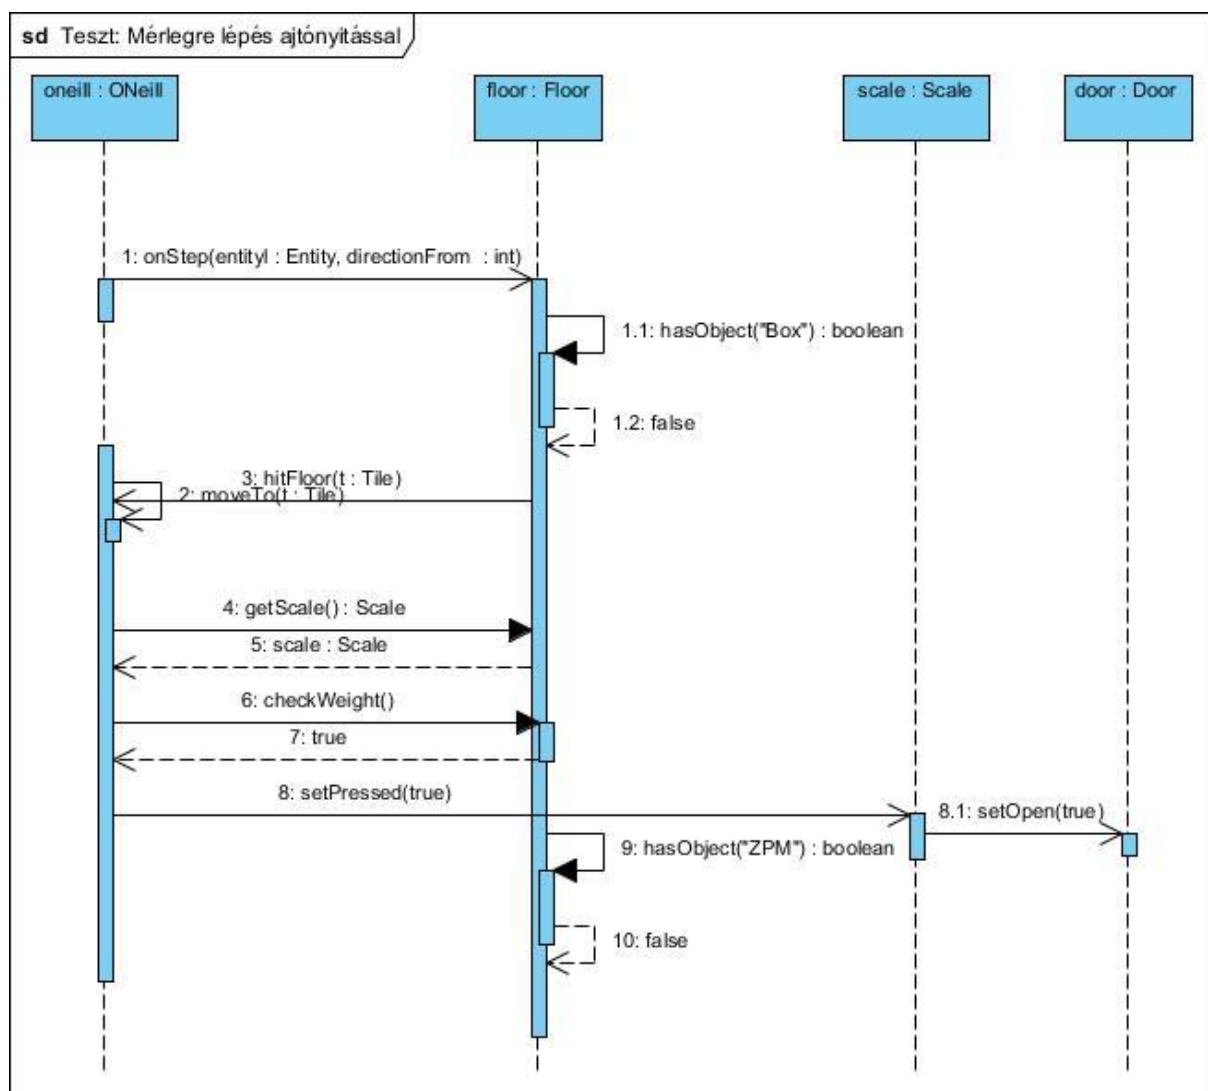 sd Teszt: Mérlegre lépés ajtónyitással
oneill : ONeill
floor : Floor
scale : Scale
door : Door
1: onStep(entityI : Entity, directionFrom : int)
1.1: hasObject("Box") : boolean
1.2: false
3: hitFloor(t : Tile)
2: moveTo(t : Tile)
4: getScale() : Scale
5: scale : Scale
6: checkWeight()
7: true
8: setPressed(true)
8.1: setOpen(true)
9: hasObject("ZPM") : boolean
10: false